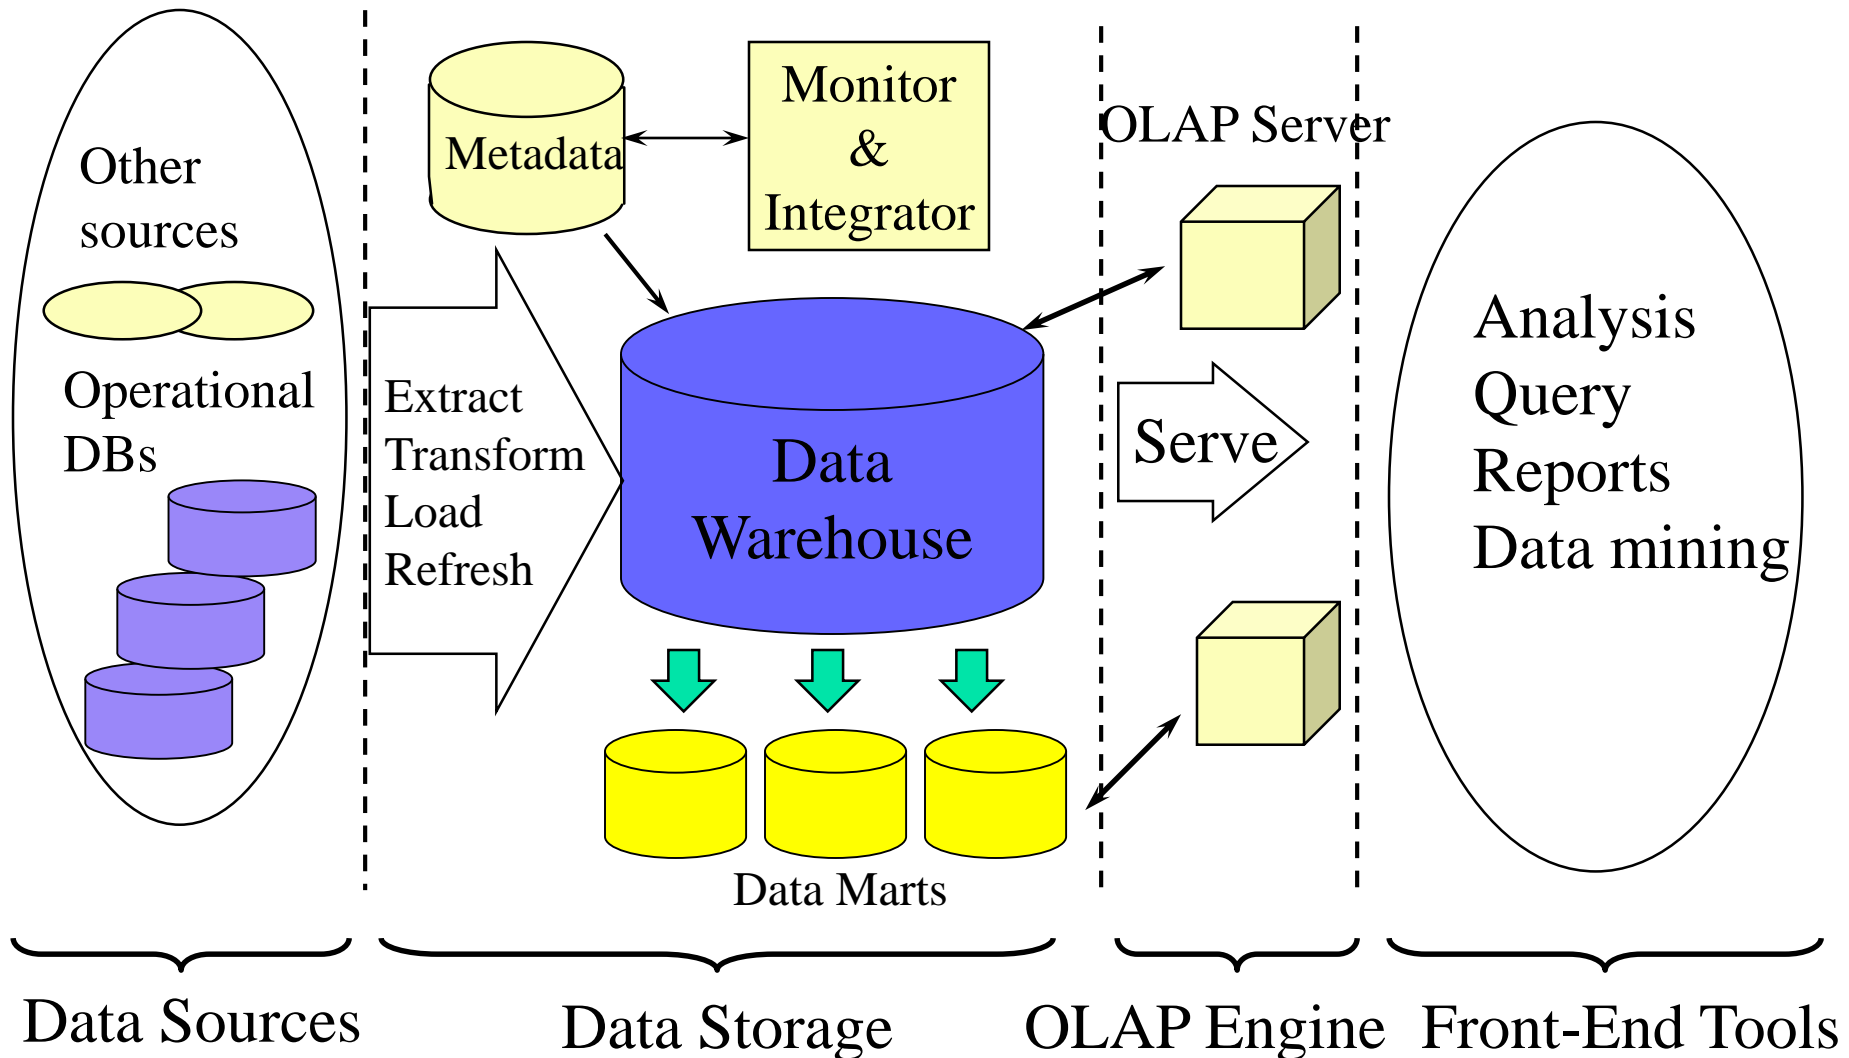 Other
sources
Operational
DBs
Metadata
Monitor
&
Integrator
OLAP Server
Extract
Transform
Load
Refresh
Data
Warehouse
Serve
Analysis
Query
Reports
Data mining
Data Marts
Data Sources
Data Storage
OLAP Engine
Front-End Tools